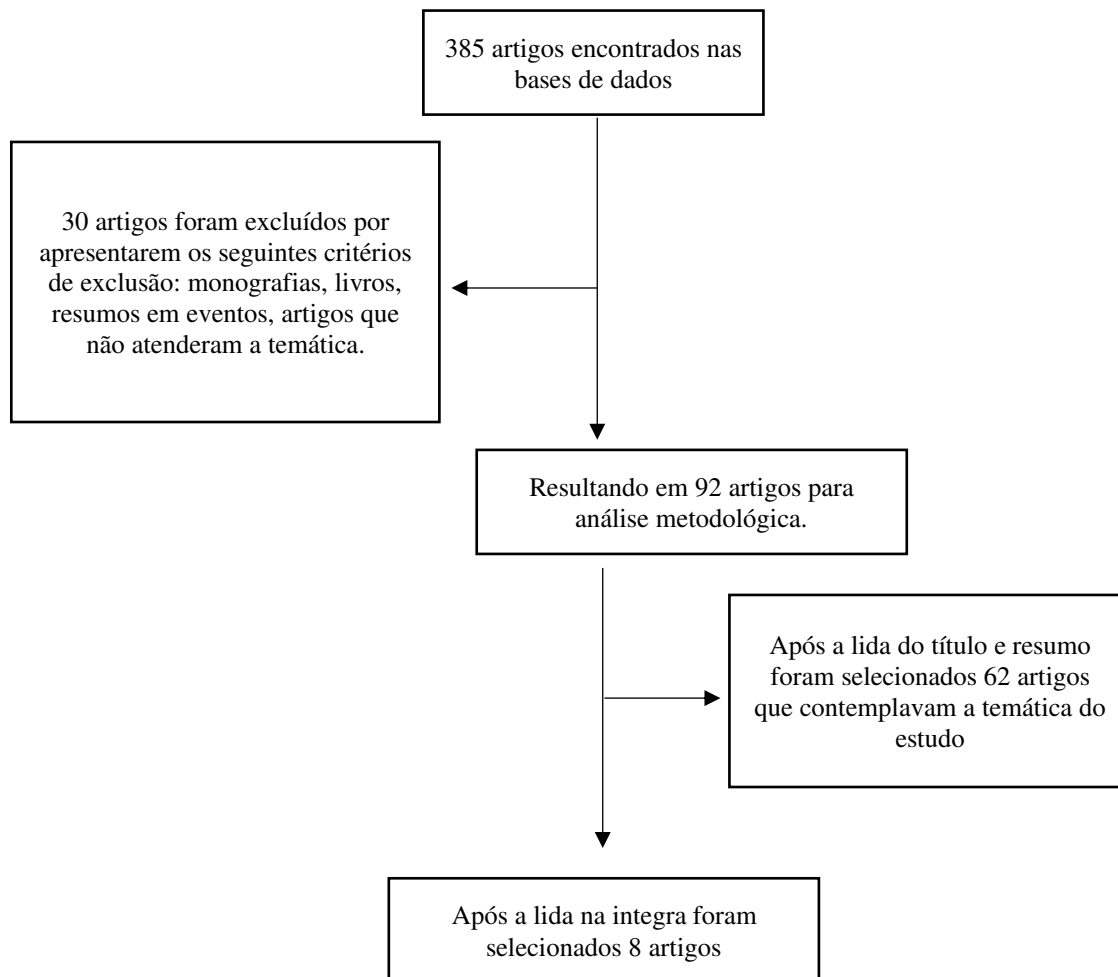 385 artigos encontrados nas
bases de dados
30 artigos foram excluídos por
apresentarem os seguintes critérios
de exclusão: monografias, livros,
resumos em eventos, artigos que
não atenderam a temática.
Resultando em 92 artigos para
análise metodológica.
Após a lida do título e resumo
foram selecionados 62 artigos
que contemplavam a temática do
estudo
Após a lida na integra foram
selecionados 8 artigos